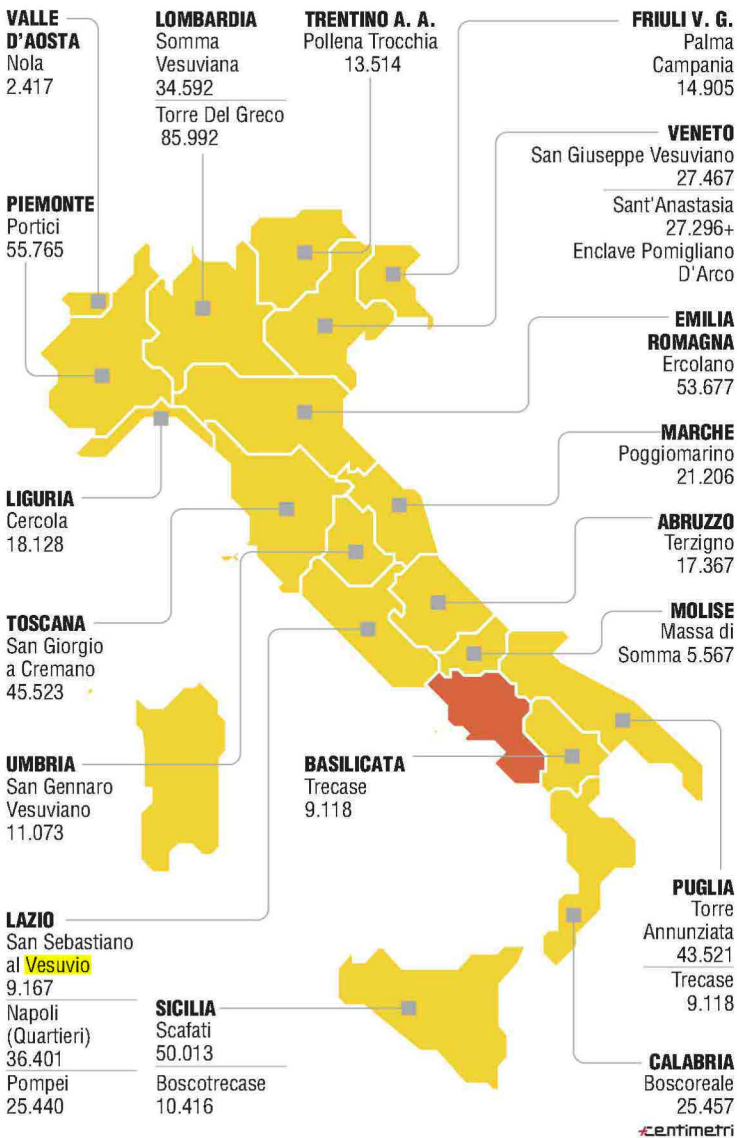 VALLE
D'AOSTA
Nola
2.417
LOMBARDIA
Somma
Vesuviana
34.592
Torre Del Greco
85.992
TRENTINO A. A.
Pollena Trocchia
13.514
FRIULI V. G.
Palma
Campania
14.905
VENETO
San Giuseppe Vesuviano
27.467
Sant'Anastasia
27.296+
Enclave Pomigliano
D'Arco
PIEMONTE
Portici
55.765
EMILIA
ROMAGNA
Ercolano
53.677
MARCHE
Poggiomarino
21.206
LIGURIA
Cercola
18.128
ABRUZZO
Terzigno
17.367
TOSCANA
San Giorgio
a Cremano
45.523
MOLISE
Massa di
Somma 5.567
UMBRIA
San Gennaro
Vesuviano
11.073
BASILICATA
Trecase
9.118
PUGLIA
Torre
Annunziata
43.521
Trecase
9.118
LAZIO
San Sebastiano
al Vesuvio
9.167
Napoli
(Quartieri)
36.401
Pompei
25.440
SICILIA
Scafati
50.013
Boscotrecase
10.416
CALABRIA
Boscoreale
25.457
centimetri